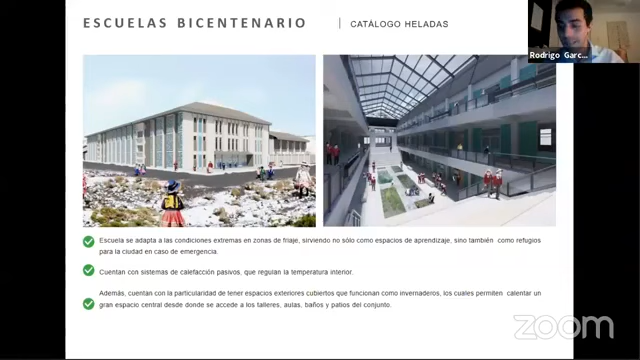 ESCUELAS BICENTENARIO | CATÁLOGO HELADAS
Rodrigo Garc...
Escuela se adapta a las condiciones extremas en zonas de friaje, sirviendo no sólo como espacios de aprendizaje, sino también como refugios
para la ciudad en caso de emergencia.
Cuentan con sistemas de calefacción pasivos, que regulan la temperatura interior.
Además, cuentan con la particularidad de tener espacios exteriores cubiertos que funcionan como invernaderos, los cuales permiten calentar un
gran espacio central desde donde se accede a los talleres, aulas, baños y patios del conjunto.
zoom